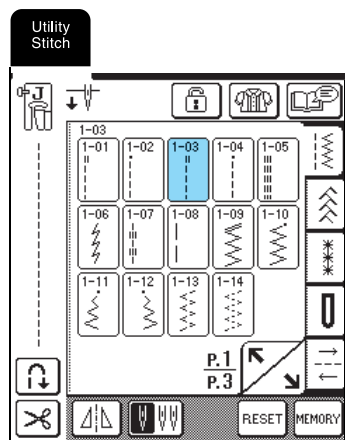 Utility
Stitch
J
1-03
1-01 1-02 1-03 1-04 1-05
1-06 1-07 1-08 1-09 1-10
1-11 1-12 1-13 1-14
P.1
P.3
RESET MEMORY